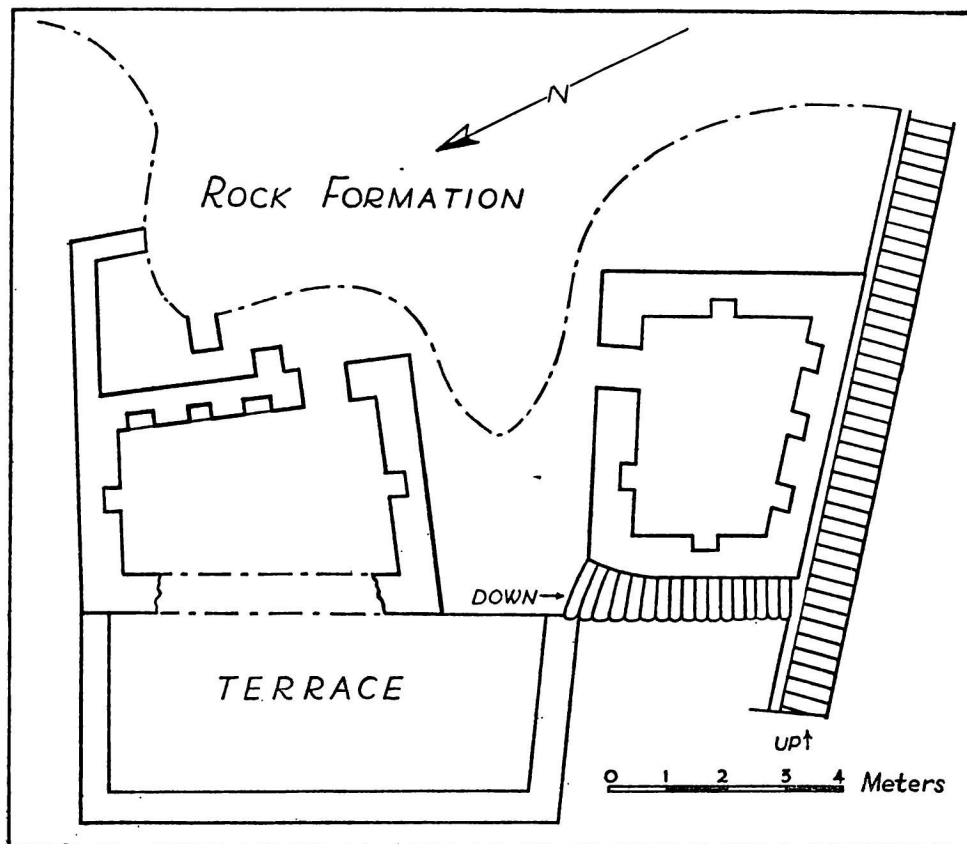 N
ROCK FORMATION
DOWN→
TERRACE
UP↑
0 1 2 3 4 Meters